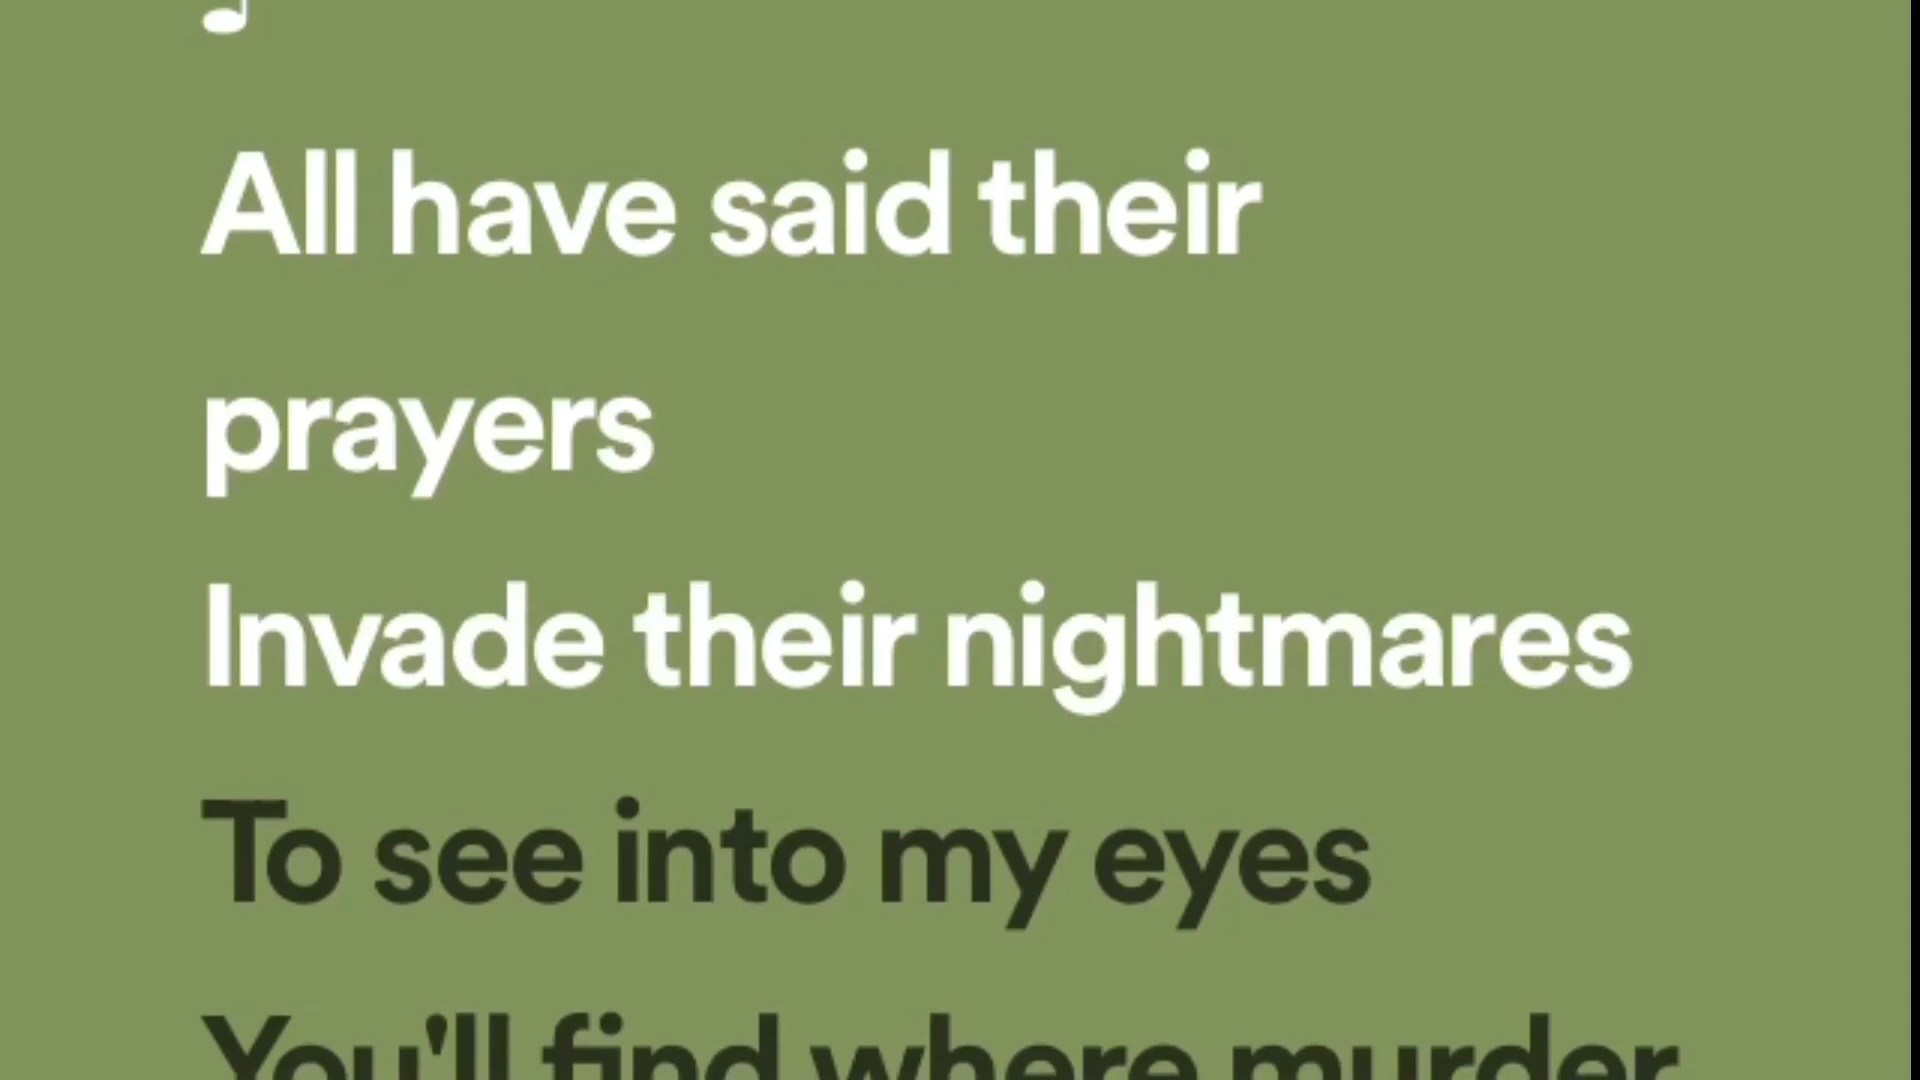 All have said their
prayers
Invade their nightmares
To see into my eyes
You'll find where murder